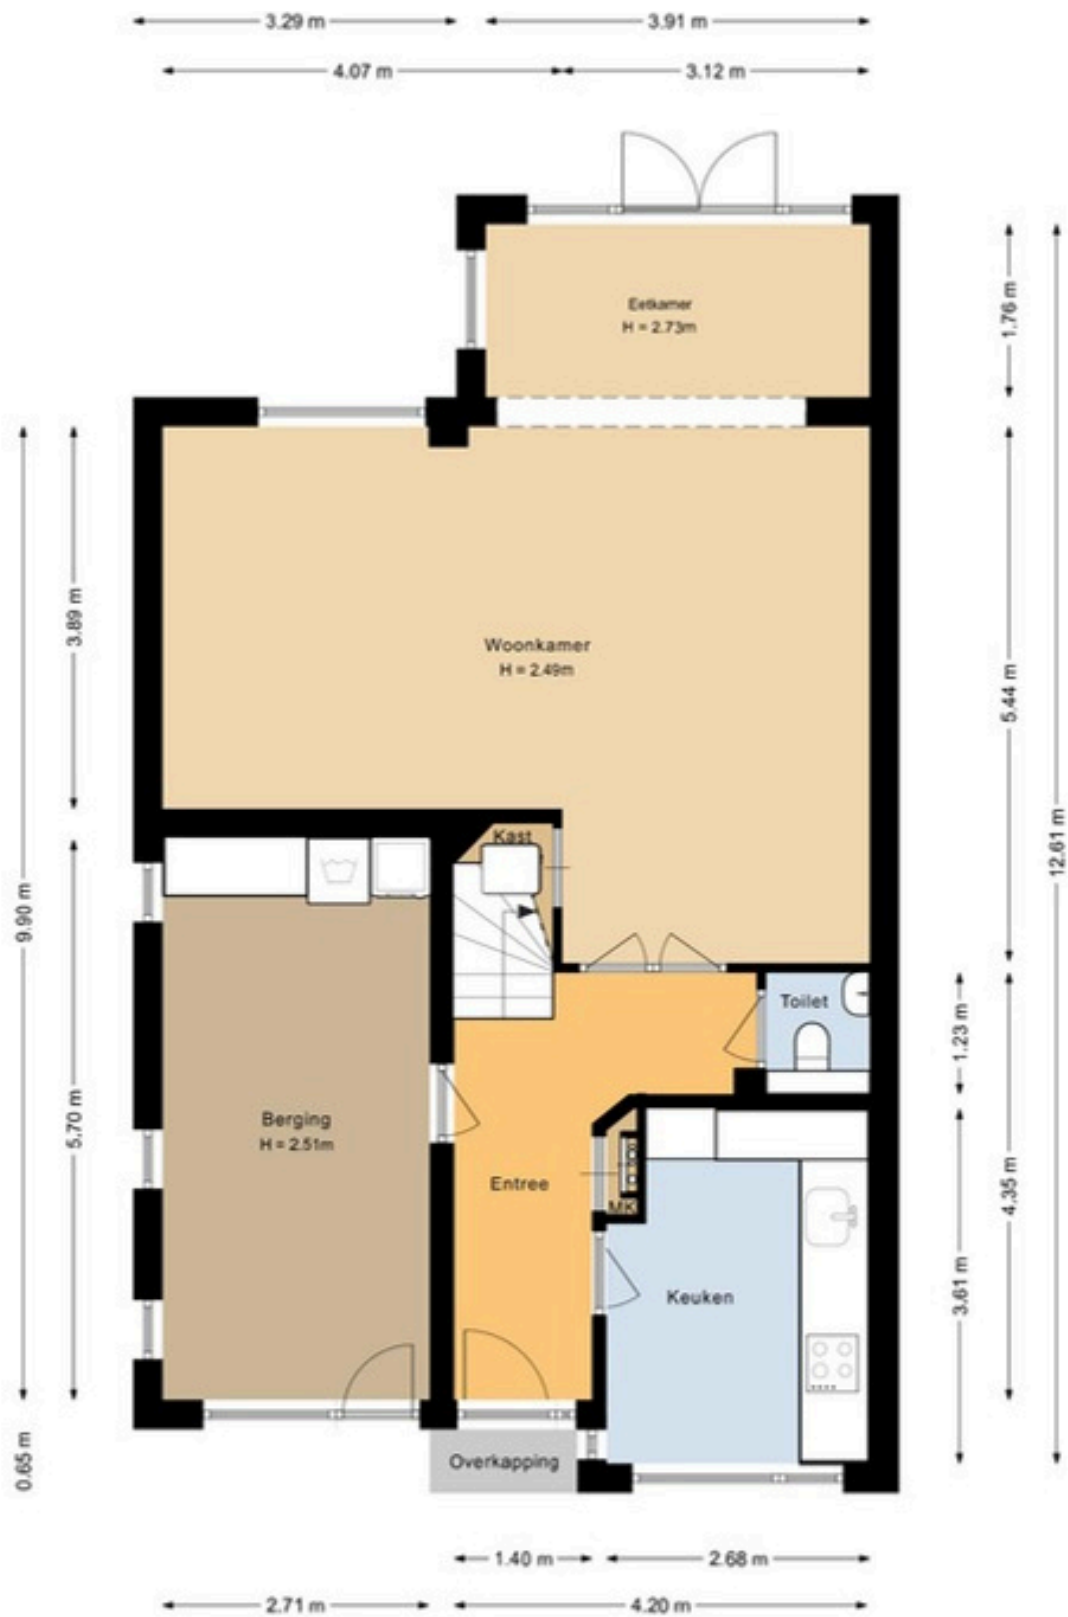 3.29 m
3.91 m
4.07 m
3.12 m
Eetkamer
H = 2.73m
1.76 m
Woonkamer
H = 2.49m
3.89 m
5.44 m
12.61 m
9.90 m
Kast
Toilet
1.23 m
Berging
H = 2.51m
5.70 m
Entree
MK
Keuken
4.35 m
3.61 m
0.65 m
Overkapping
1.40 m
2.68 m
2.71 m
4.20 m